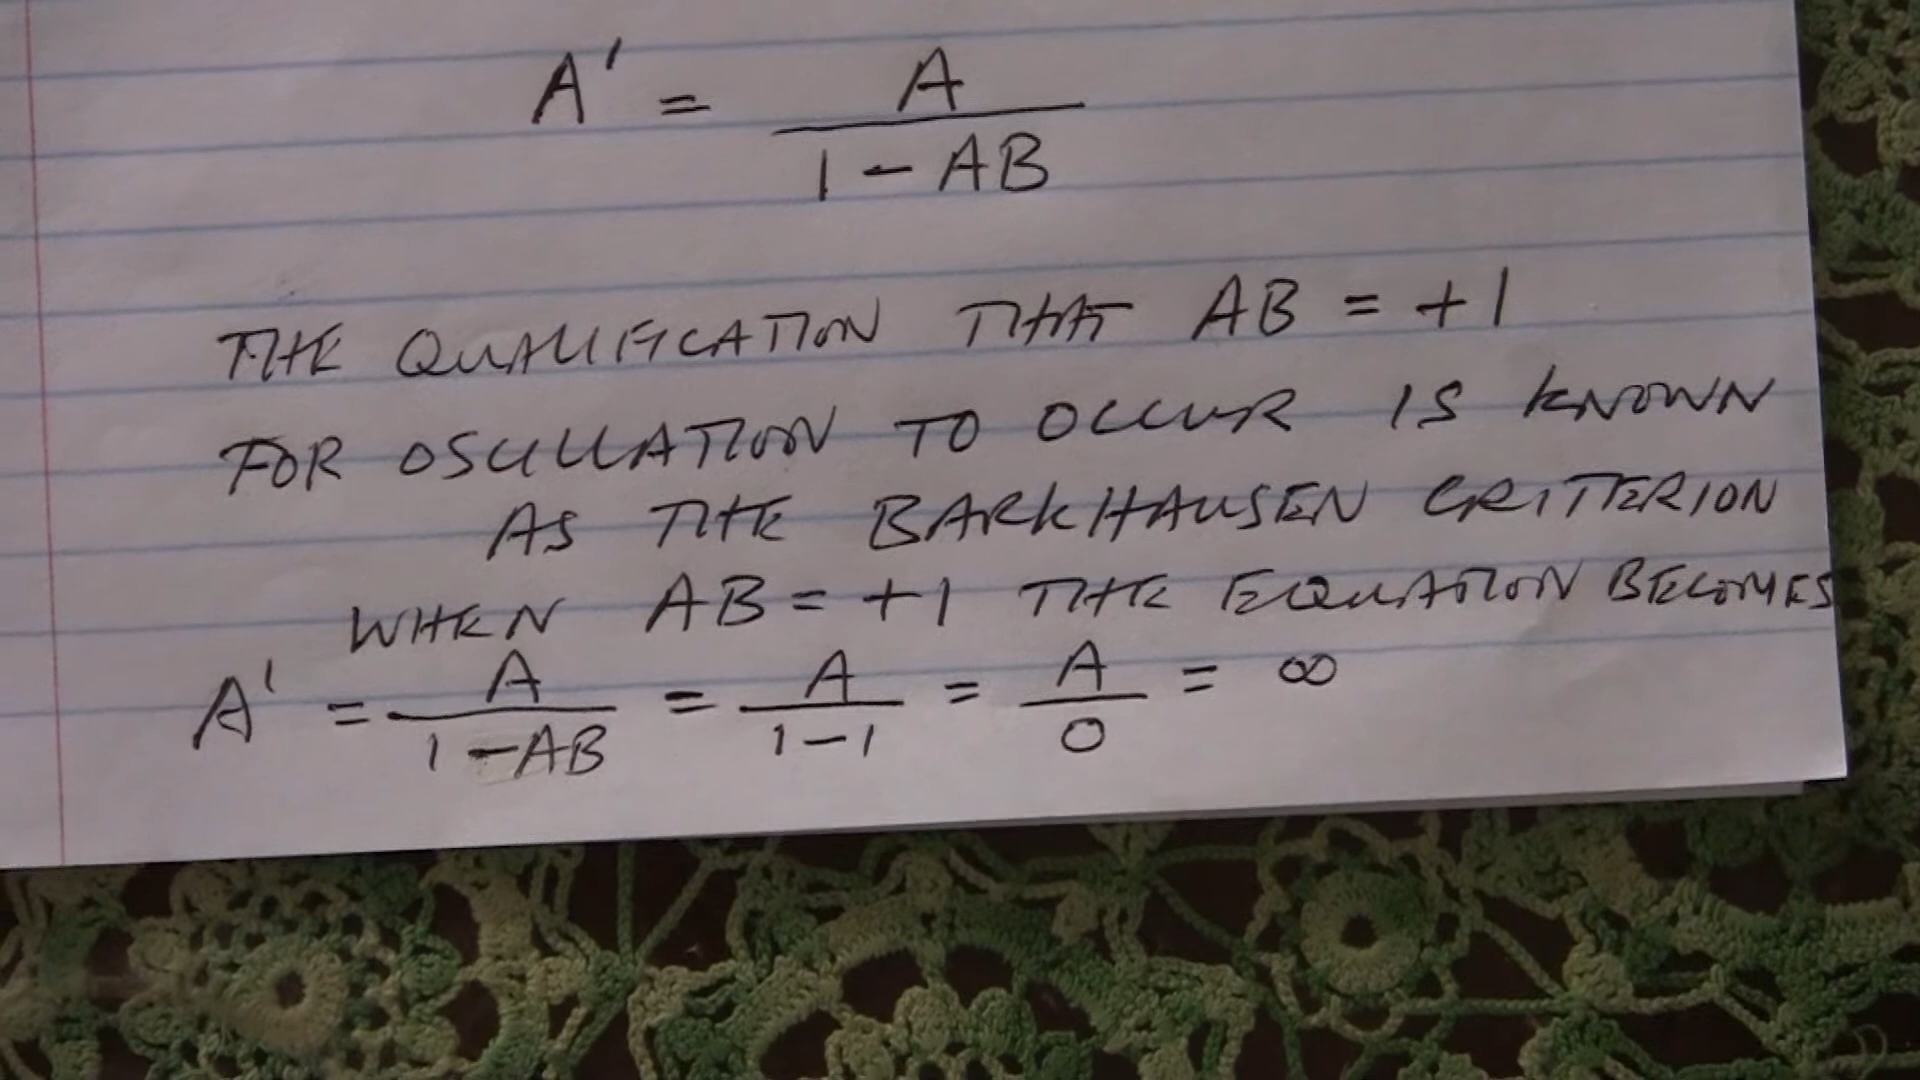 A' = A / 1 - AB
THE QUALIFICATION THAT AB = +1
FOR OSCILLATION TO OCCUR IS KNOWN
AS THE BARKHAUSEN CRITERION
WHEN AB = +1 THE EQUATION BECOMES
A' = A / 1 - AB = A / 1 - 1 = A / 0 = ∞